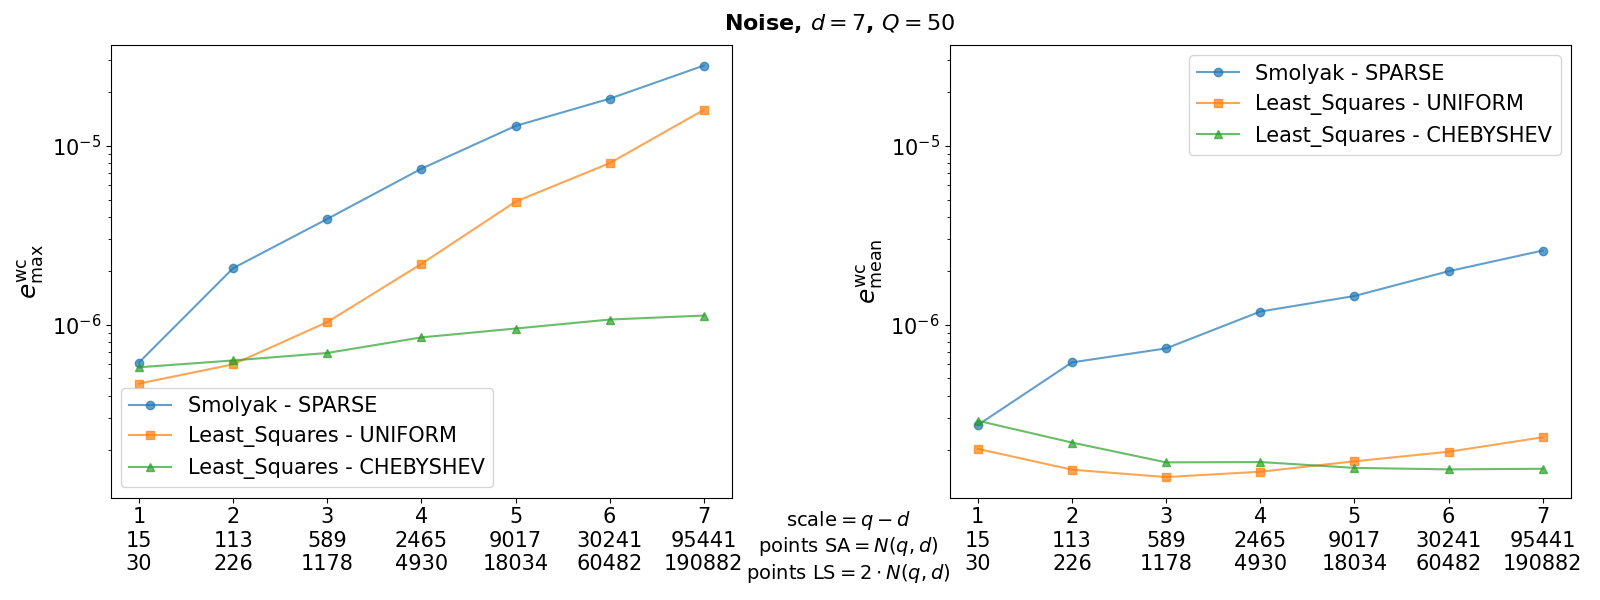 Noise, d = 7, Q = 50
e^wc_max
10^−5
10^−6
Smolyak - SPARSE
Least_Squares - UNIFORM
Least_Squares - CHEBYSHEV
1 2 3 4 5 6 7
15 113 589 2465 9017 30241 95441
30 226 1178 4930 18034 60482 190882
scale = q − d
points SA = N(q, d)
points LS = 2 · N(q, d)
e^wc_mean
10^−5
10^−6
Smolyak - SPARSE
Least_Squares - UNIFORM
Least_Squares - CHEBYSHEV
1 2 3 4 5 6 7
15 113 589 2465 9017 30241 95441
30 226 1178 4930 18034 60482 190882